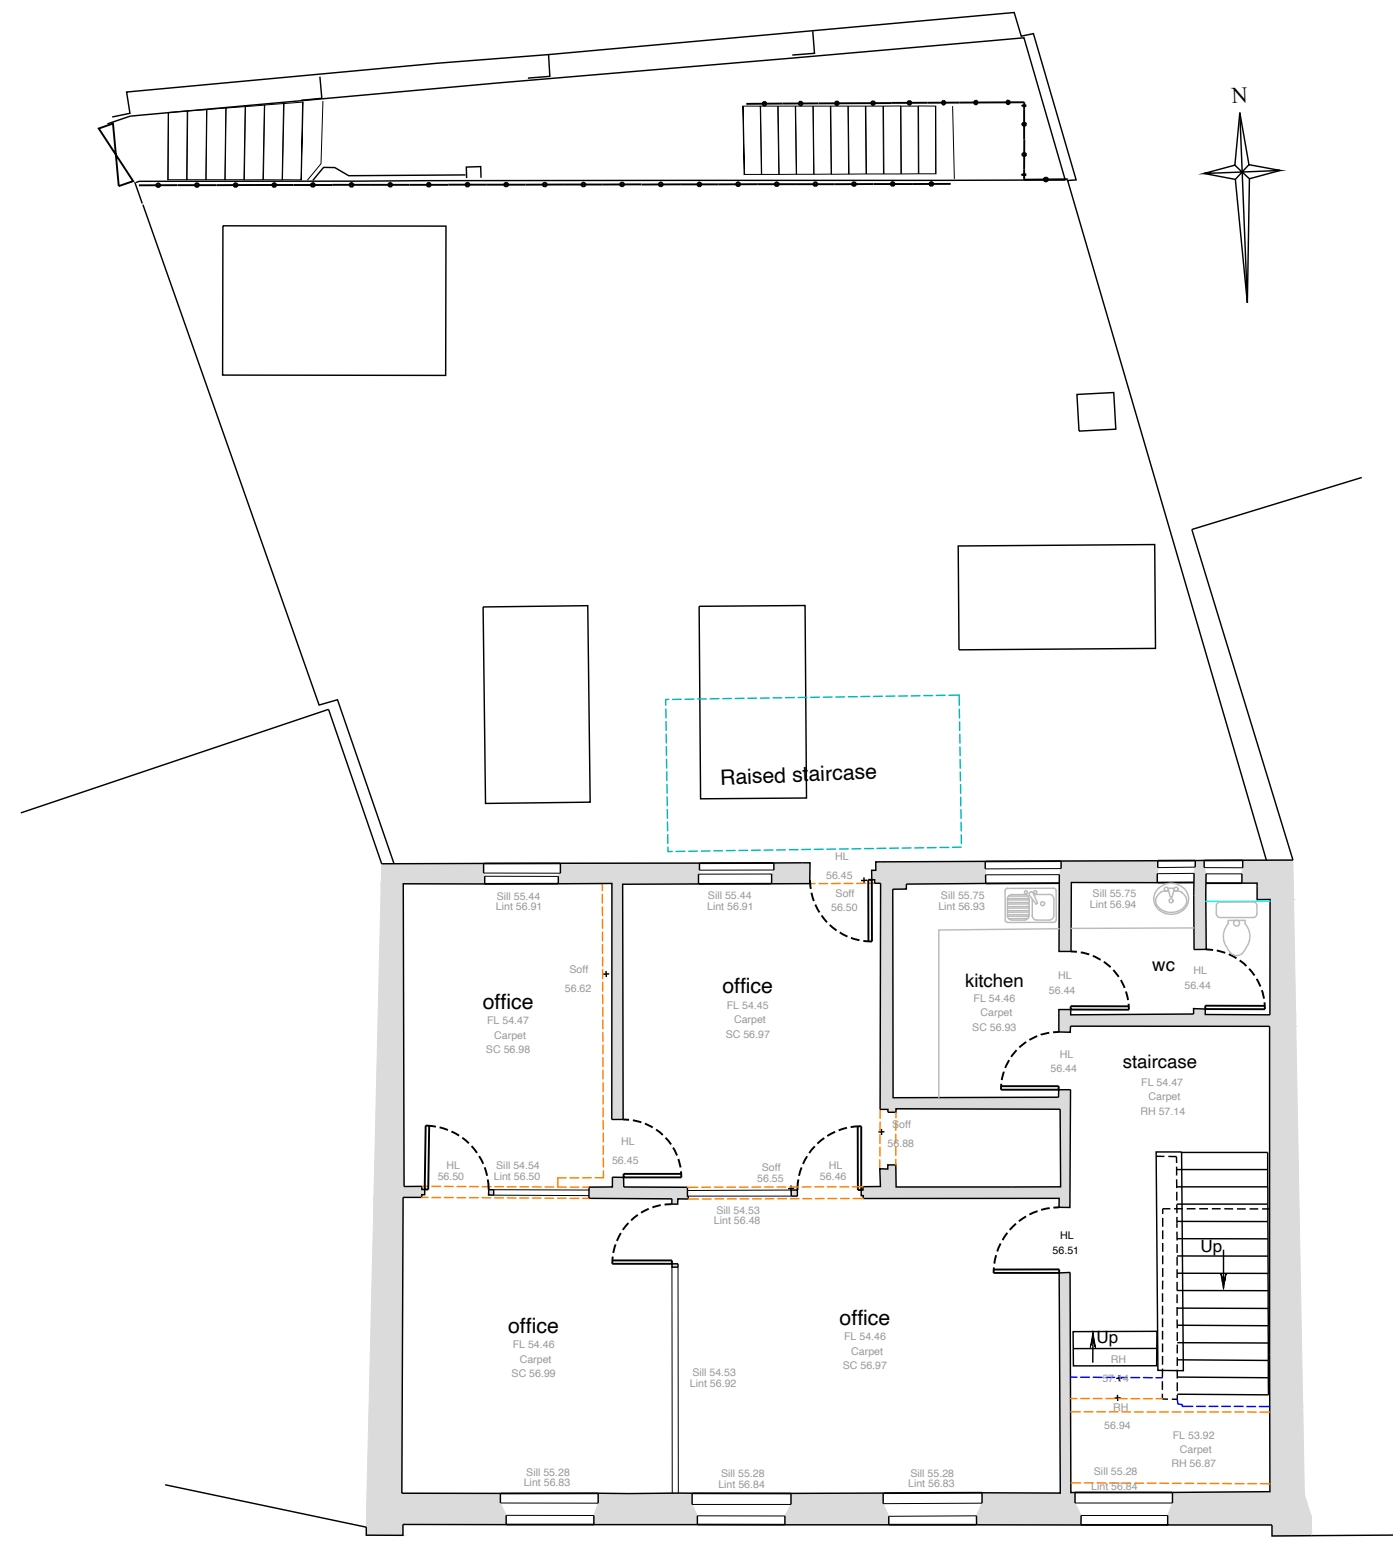 N
Raised staircase
HL
56.45
Soff
56.50
Sill 55.44
Lint 56.91
Sill 55.44
Lint 56.91
Sill 55.75
Lint 56.93
Sill 55.75
Lint 56.94
Soff
56.62
office
FL 54.47
Carpet
SC 56.98
office
FL 54.45
Carpet
SC 56.97
kitchen
FL 54.46
Carpet
SC 56.93
HL
56.44
wc
HL
56.44
HL
56.44
staircase
FL 54.47
Carpet
RH 57.14
Soff
56.88
HL
56.45
HL
56.50
Sill 54.54
Lint 56.50
Soff
56.55
HL
56.46
Sill 54.53
Lint 56.48
HL
56.51
Up
office
FL 54.46
Carpet
SC 56.99
office
FL 54.46
Carpet
SC 56.97
Sill 54.53
Lint 56.92
Up
RH
57.14
RH
56.94
FL 53.92
Carpet
RH 56.87
Sill 55.28
Lint 56.83
Sill 55.28
Lint 56.84
Sill 55.28
Lint 56.83
Sill 55.28
Lint 56.84